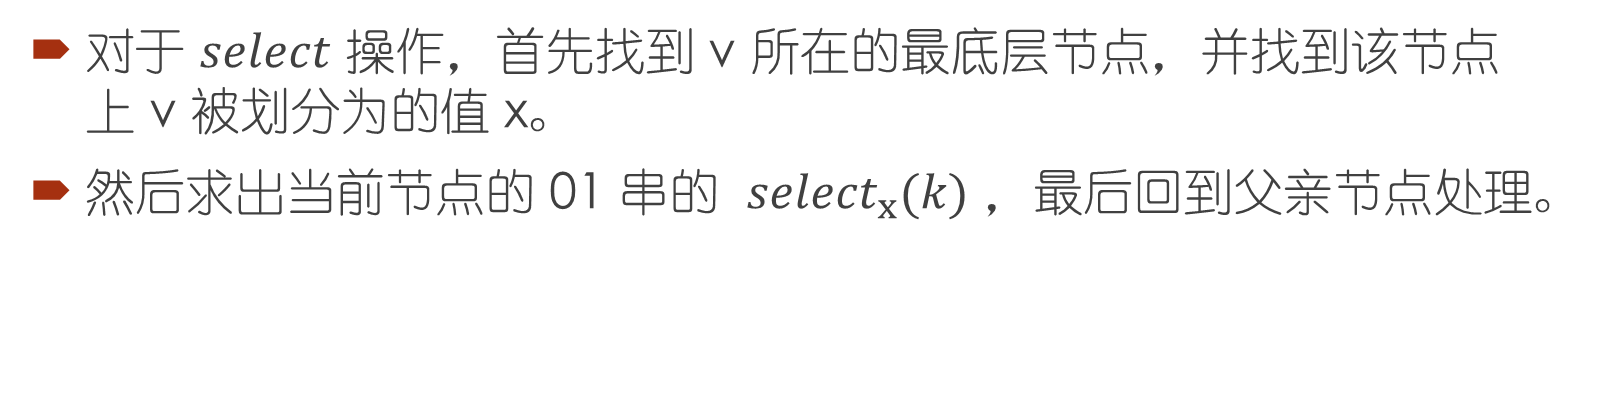 对于 select 操作，首先找到 v 所在的最底层节点，并找到该节点
上 v 被划分为的值 x。
然后求出当前节点的 01 串的 selectₓ(k) ，最后回到父亲节点处理。